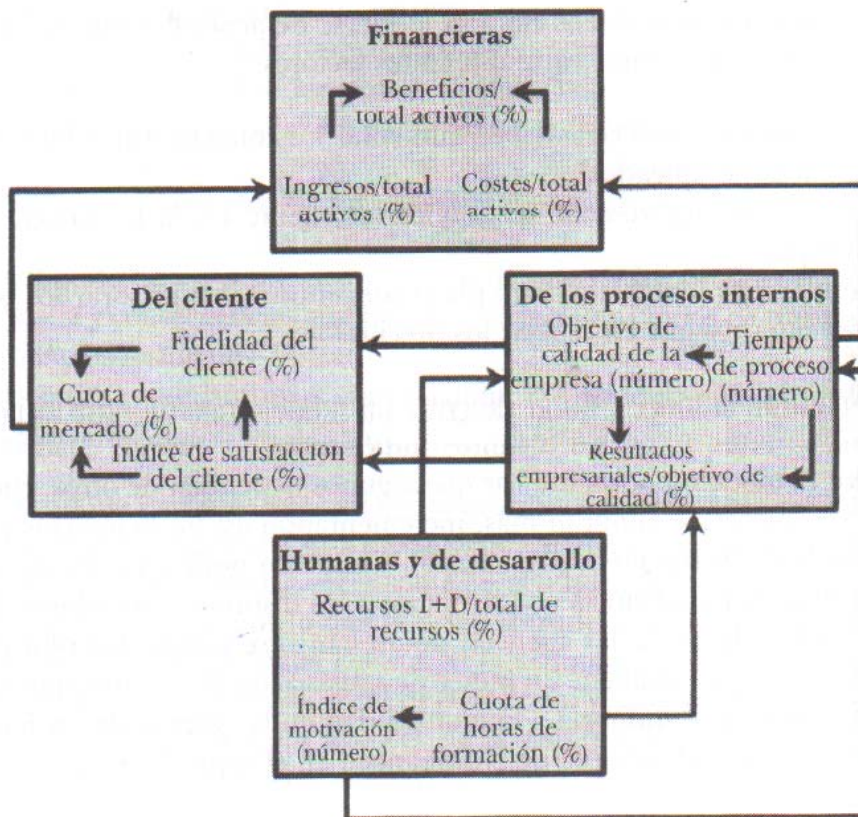 Financieras
Beneficios/
total activos (%)
Ingresos/total
activos (%)
Costes/total
activos (%)
Del cliente
Fidelidad del
cliente (%)
Cuota de
mercado (%)
Índice de satisfacción
del cliente (%)
De los procesos internos
Objetivo de
calidad de la
empresa (número)
Tiempo
de proceso
(número)
Resultados
empresariales/objetivo de
calidad (%)
Humanas y de desarrollo
Recursos I+D/total de
recursos (%)
Índice de
motivación
(número)
Cuota de
horas de
formación (%)